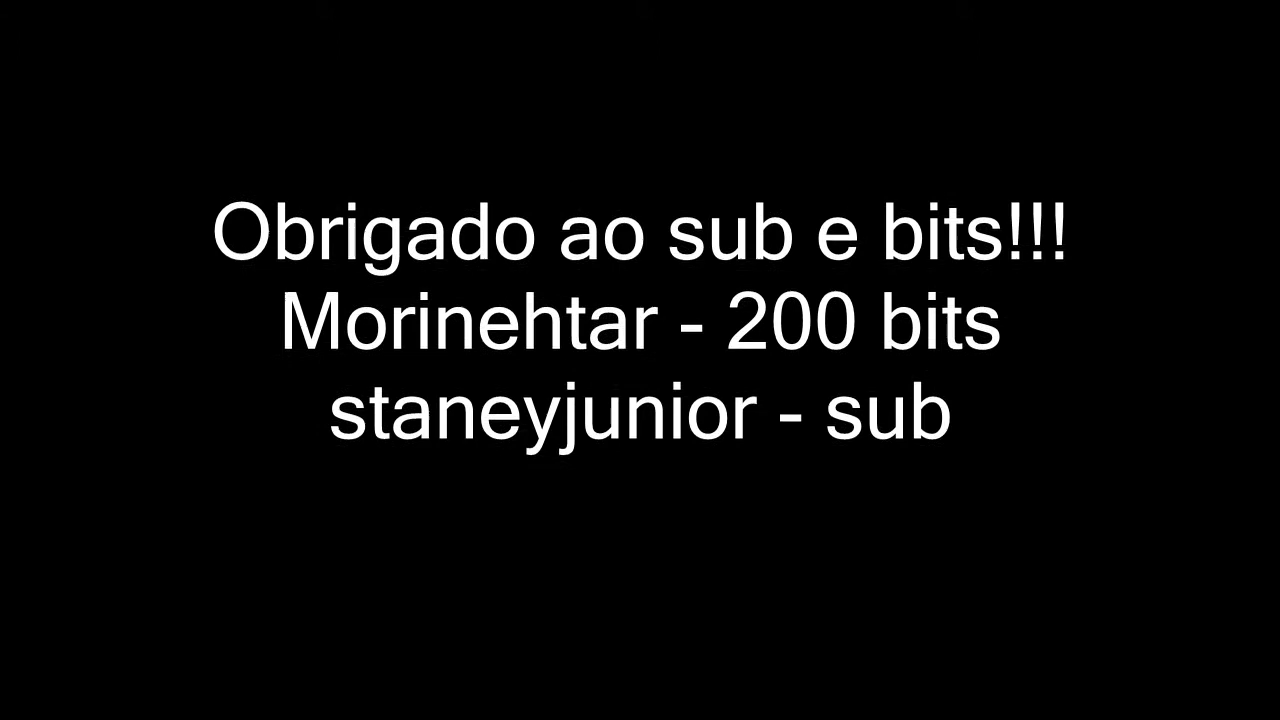 Obrigado ao sub e bits!!!
Morinehtar - 200 bits
staneyjunior - sub